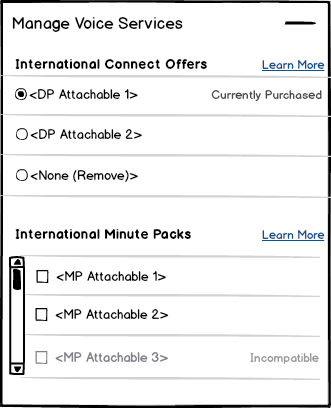 Manage Voice Services
International Connect Offers Learn More
<DP Attachable 1> Currently Purchased
<DP Attachable 2>
<None (Remove)>
International Minute Packs Learn More
<MP Attachable 1>
<MP Attachable 2>
<MP Attachable 3> Incompatible